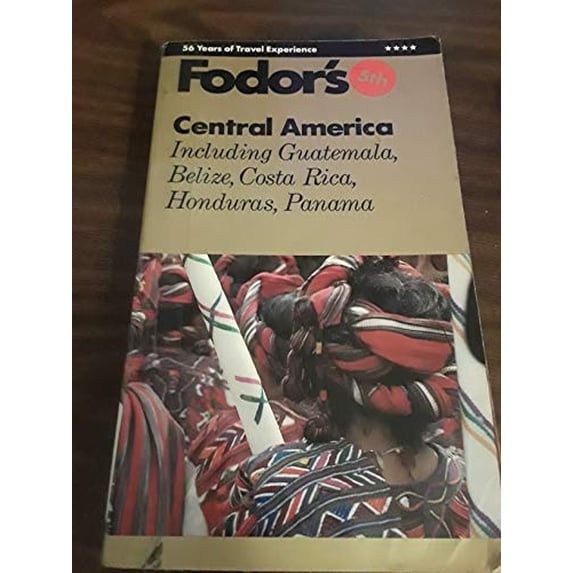 56 Years of Travel Experience ★★★★
Fodor's 5th
Central America
Including Guatemala,
Belize, Costa Rica,
Honduras, Panama